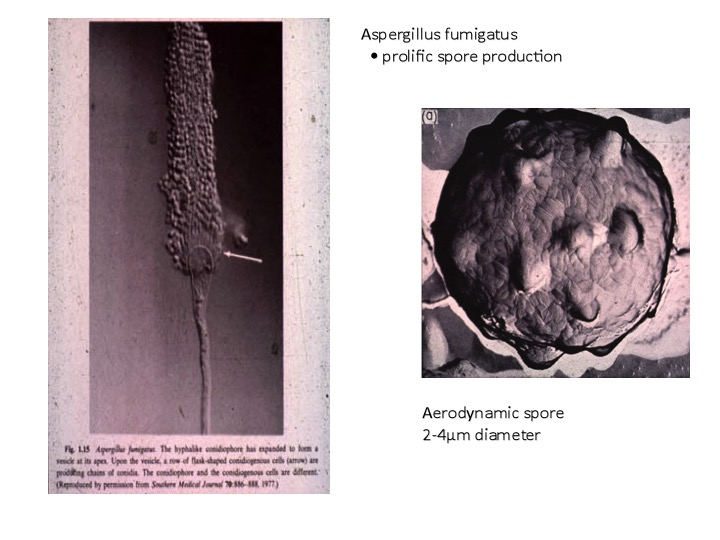 Aspergillus fumigatus
• prolific spore production
(a)
Aerodynamic spore
2-4µm diameter
Fig. 1.15 Aspergillus fumigatus. The hyphalike conidiophore has expanded to form a
vesicle at its apex. Upon the vesicle, a row of flask-shaped conidiogenous cells (arrow) are
producing chains of conidia. The conidiophore and the conidiogenous cells are different.
(Reproduced by permission from Southern Medical Journal 70:886–888, 1977.)